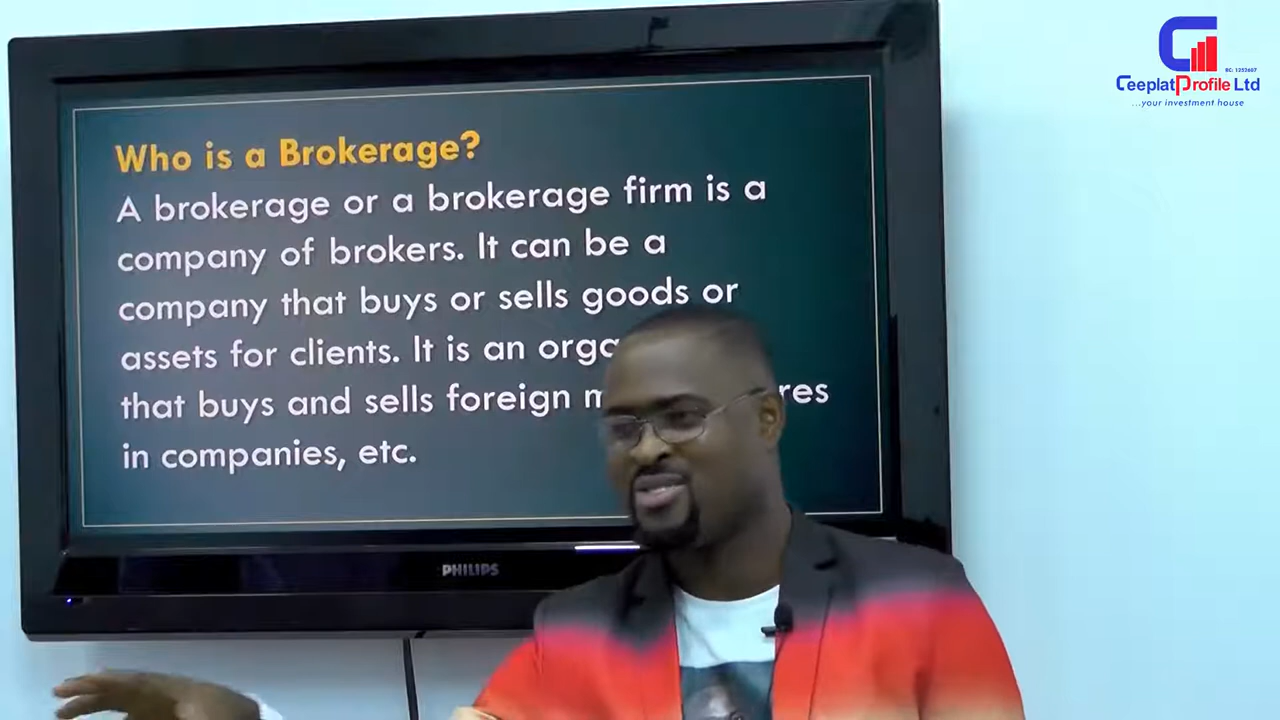 Who is a Brokerage?
A brokerage or a brokerage firm is a
company of brokers. It can be a
company that buys or sells goods or
assets for clients. It is an
that buys and sells foreign
in companies, etc.
PHILIPS
RC: 1252607
CeeplatProfile Ltd
...your investment house